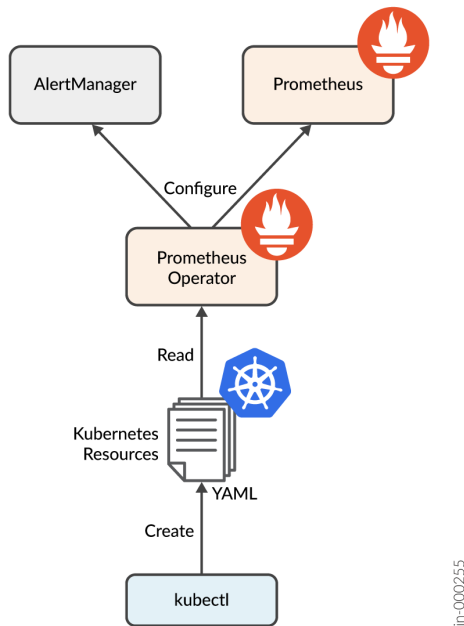 AlertManager
Prometheus
Configure
Prometheus
Operator
Read
Kubernetes
Resources
YAML
Create
kubectl
jn-000255